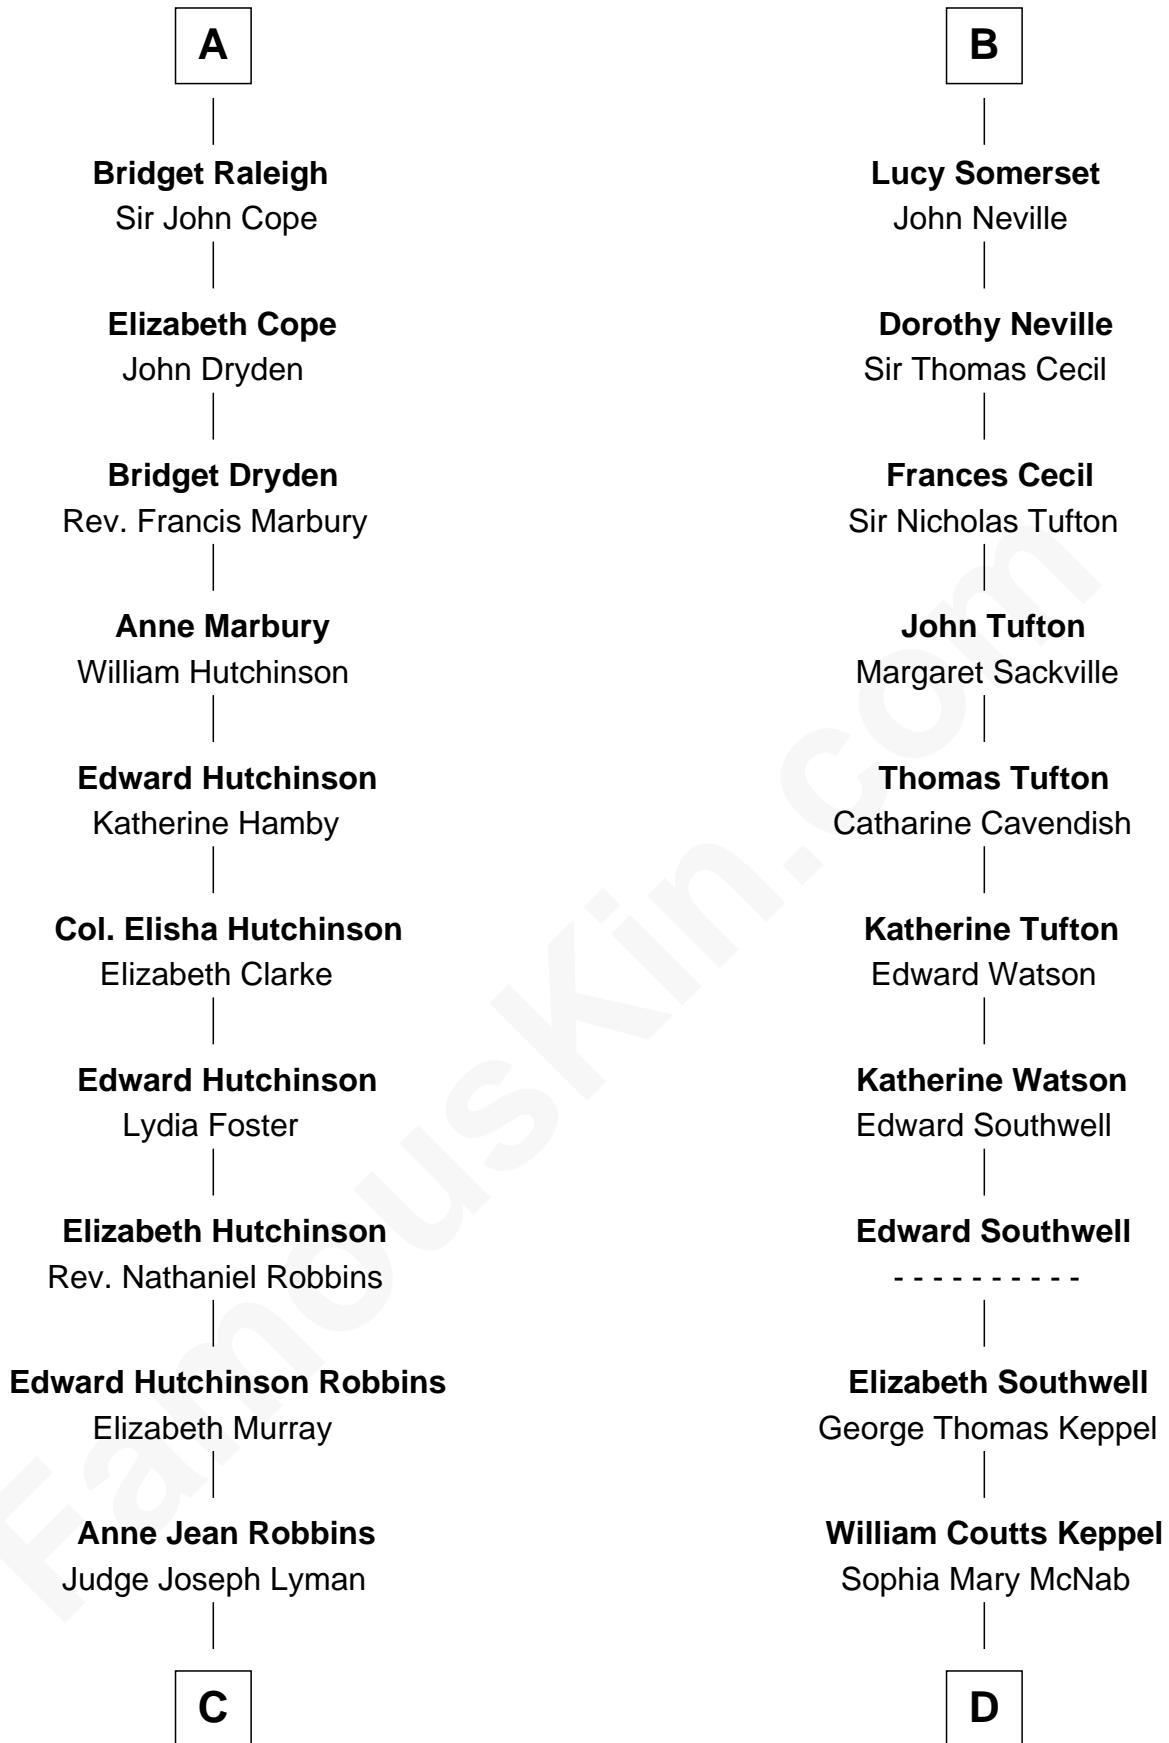 A
Bridget Raleigh
Sir John Cope
Elizabeth Cope
John Dryden
Bridget Dryden
Rev. Francis Marbury
Anne Marbury
William Hutchinson
Edward Hutchinson
Katherine Hamby
Col. Elisha Hutchinson
Elizabeth Clarke
Edward Hutchinson
Lydia Foster
Elizabeth Hutchinson
Rev. Nathaniel Robbins
Edward Hutchinson Robbins
Elizabeth Murray
Anne Jean Robbins
Judge Joseph Lyman
C
B
Lucy Somerset
John Neville
Dorothy Neville
Sir Thomas Cecil
Frances Cecil
Sir Nicholas Tufton
John Tufton
Margaret Sackville
Thomas Tufton
Catharine Cavendish
Katherine Tufton
Edward Watson
Katherine Watson
Edward Southwell
Edward Southwell
- - - - - - - - - -
Elizabeth Southwell
George Thomas Keppel
William Coutts Keppel
Sophia Mary McNab
D
FamousKin.com